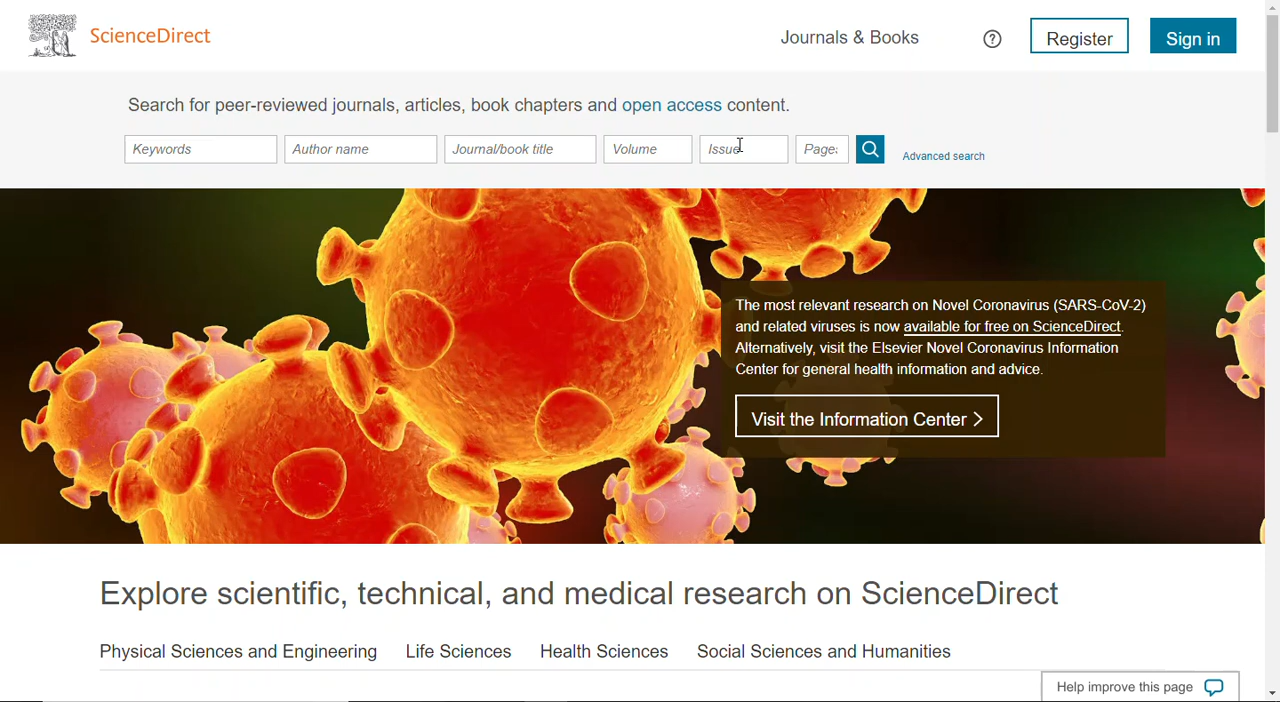 ScienceDirect
Journals & Books
?
Register
Sign in
Search for peer-reviewed journals, articles, book chapters and open access content.
Keywords
Author name
Journal/book title
Volume
Issue
Page:
Advanced search
The most relevant research on Novel Coronavirus (SARS-CoV-2)
and related viruses is now available for free on ScienceDirect.
Alternatively, visit the Elsevier Novel Coronavirus Information
Center for general health information and advice.
Visit the Information Center >
Explore scientific, technical, and medical research on ScienceDirect
Physical Sciences and Engineering
Life Sciences
Health Sciences
Social Sciences and Humanities
Help improve this page